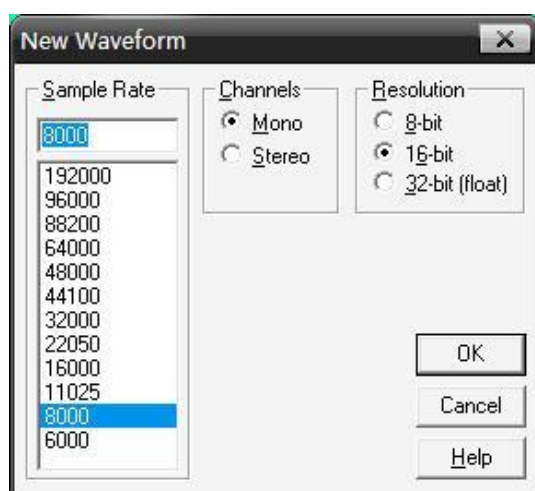 New Waveform
Sample Rate
8000
192000
96000
88200
64000
48000
44100
32000
22050
16000
11025
8000
6000
Channels
Mono
Stereo
Resolution
8-bit
16-bit
32-bit (float)
OK
Cancel
Help